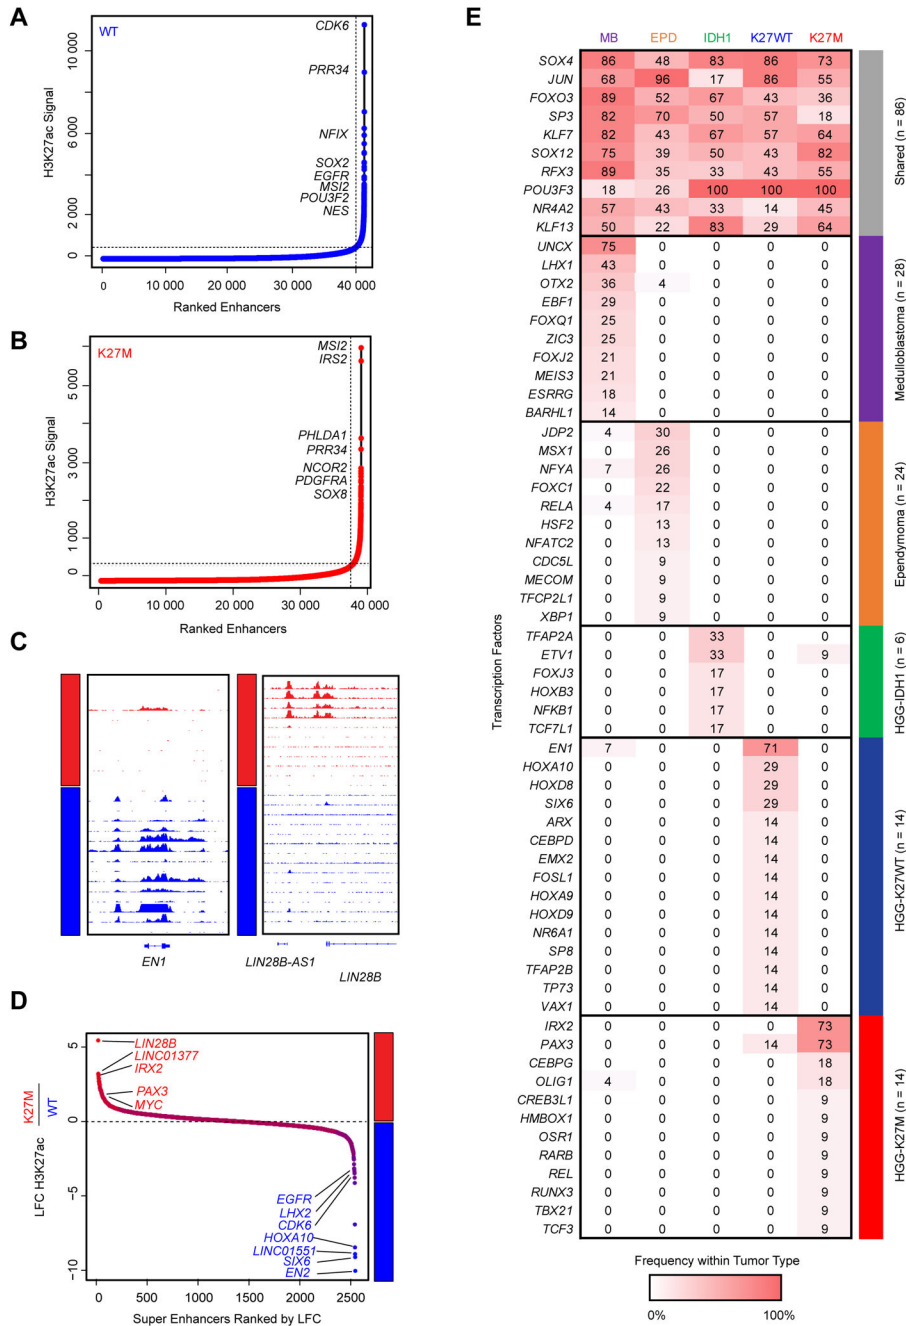 A
WT
H3K27ac Signal
10 000
6 000
2 000
0
CDK6
PRR34
NFIX
SOX2
EGFR
MSI2
POU3F2
NES
0
10 000
20 000
30 000
40 000
Ranked Enhancers
B
K27M
H3K27ac Signal
5 000
3 000
1 000
0
MSI2
IRS2
PHLDA1
PRR34
NCOR2
PDGFRA
SOX8
0
10 000
20 000
30 000
40 000
Ranked Enhancers
C
EN1
LIN28B-AS1
LIN28B
D
K27M
WT
LFC H3K27ac
5
0
−5
−10
LIN28B
LINC01377
IRX2
PAX3
MYC
EGFR
LHX2
CDK6
HOXA10
LINC01551
SIX6
EN2
0
500
1000
1500
2000
2500
Super Enhancers Ranked by LFC
E
MB EPD IDH1 K27WT K27M
Transcription Factors
SOX4 86 48 83 86 73
JUN 68 96 17 86 55
FOXO3 89 52 67 43 36
SP3 82 70 50 57 18
KLF7 82 43 67 57 64
SOX12 75 39 50 43 82
RFX3 89 35 33 43 55
POU3F3 18 26 100 100 100
NR4A2 57 43 33 14 45
KLF13 50 22 83 29 64
Shared (n = 86)
UNCX 75 0 0 0 0
LHX1 43 0 0 0 0
OTX2 36 4 0 0 0
EBF1 29 0 0 0 0
FOXQ1 25 0 0 0 0
ZIC3 25 0 0 0 0
FOXJ2 21 0 0 0 0
MEIS3 21 0 0 0 0
ESRRG 18 0 0 0 0
BARHL1 14 0 0 0 0
Medulloblastoma (n = 28)
JDP2 4 30 0 0 0
MSX1 0 26 0 0 0
NFYA 7 26 0 0 0
FOXC1 0 22 0 0 0
RELA 4 17 0 0 0
HSF2 0 13 0 0 0
NFATC2 0 13 0 0 0
CDC5L 0 9 0 0 0
MECOM 0 9 0 0 0
TFCP2L1 0 9 0 0 0
XBP1 0 9 0 0 0
Ependymoma (n = 24)
TFAP2A 0 0 33 0 0
ETV1 0 0 33 0 9
FOXJ3 0 0 17 0 0
HOXB3 0 0 17 0 0
NFKB1 0 0 17 0 0
TCF7L1 0 0 17 0 0
HGG-IDH1 (n = 6)
EN1 7 0 0 71 0
HOXA10 0 0 0 29 0
HOXD8 0 0 0 29 0
SIX6 0 0 0 29 0
ARX 0 0 0 14 0
CEBPD 0 0 0 14 0
EMX2 0 0 0 14 0
FOSL1 0 0 0 14 0
HOXA9 0 0 0 14 0
HOXD9 0 0 0 14 0
NR6A1 0 0 0 14 0
SP8 0 0 0 14 0
TFAP2B 0 0 0 14 0
TP73 0 0 0 14 0
VAX1 0 0 0 14 0
HGG-K27WT (n = 14)
IRX2 0 0 0 0 73
PAX3 0 0 0 14 73
CEBPG 0 0 0 0 18
OLIG1 4 0 0 0 18
CREB3L1 0 0 0 0 9
HMBOX1 0 0 0 0 9
OSR1 0 0 0 0 9
RARB 0 0 0 0 9
REL 0 0 0 0 9
RUNX3 0 0 0 0 9
TBX21 0 0 0 0 9
TCF3 0 0 0 0 9
HGG-K27M (n = 14)
Frequency within Tumor Type
0% 100%